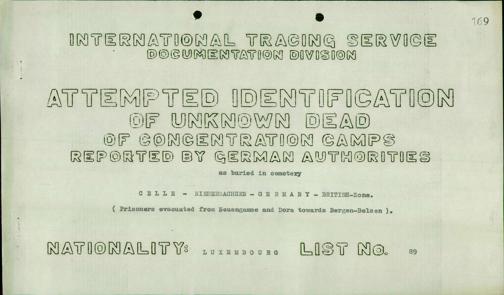 169
INTERNATIONAL TRACING SERVICE
DOCUMENTATION DIVISION
ATTEMPTED IDENTIFICATION
OF UNKNOWN DEAD
OF CONCENTRATION CAMPS
REPORTED BY GERMAN AUTHORITIES
as buried in cemetery
CELLE - NIEDERSACHSEN - GERMANY - BRITISH-Zone.
( Prisoners evacuated from Neuengamme and Dora towards Bergen-Belsen ).
NATIONALITY: LUXEMBOURG LIST No. 89